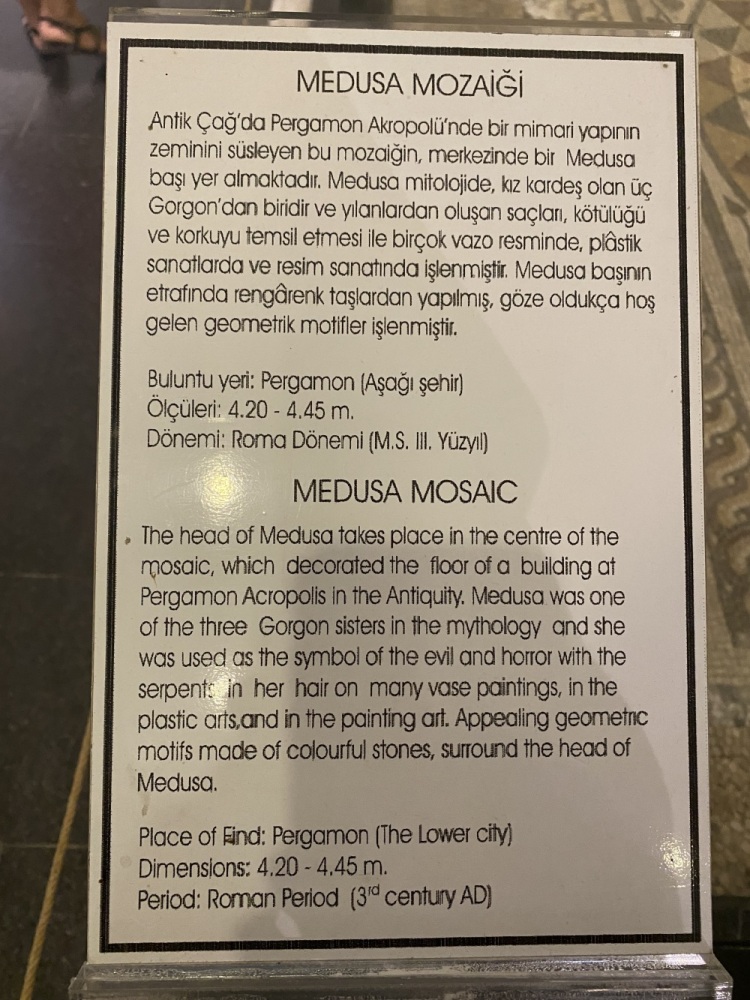 MEDUSA MOZAİĞİ
Antik Çağ'da Pergamon Akropolü'nde bir mimari yapının
zeminini süsleyen bu mozaiğin, merkezinde bir Medusa
başı yer almaktadır. Medusa mitolojide, kız kardeş olan üç
Gorgon'dan biridir ve yılanlardan oluşan saçları, kötülüğü
ve korkuyu temsil etmesi ile birçok vazo resminde, plâstik
sanatlarda ve resim sanatında işlenmiştir. Medusa başının
etrafında rengârenk taşlardan yapılmış, göze oldukça hoş
gelen geometrik motifler işlenmiştir.
Buluntu yeri: Pergamon (Aşağı şehir)
Ölçüleri: 4.20 - 4.45 m.
Dönemi: Roma Dönemi (M.S. III. Yüzyıl)
MEDUSA MOSAIC
The head of Medusa takes place in the centre of the
mosaic, which decorated the floor of a building at
Pergamon Acropolis in the Antiquity. Medusa was one
of the three Gorgon sisters in the mythology and she
was used as the symbol of the evil and horror with the
serpents in her hair on many vase paintings, in the
plastic arts,and in the painting art. Appealing geometric
motifs made of colourful stones, surround the head of
Medusa.
Place of Find: Pergamon (The Lower city)
Dimensions: 4.20 - 4.45 m.
Period: Roman Period (3rd century AD)